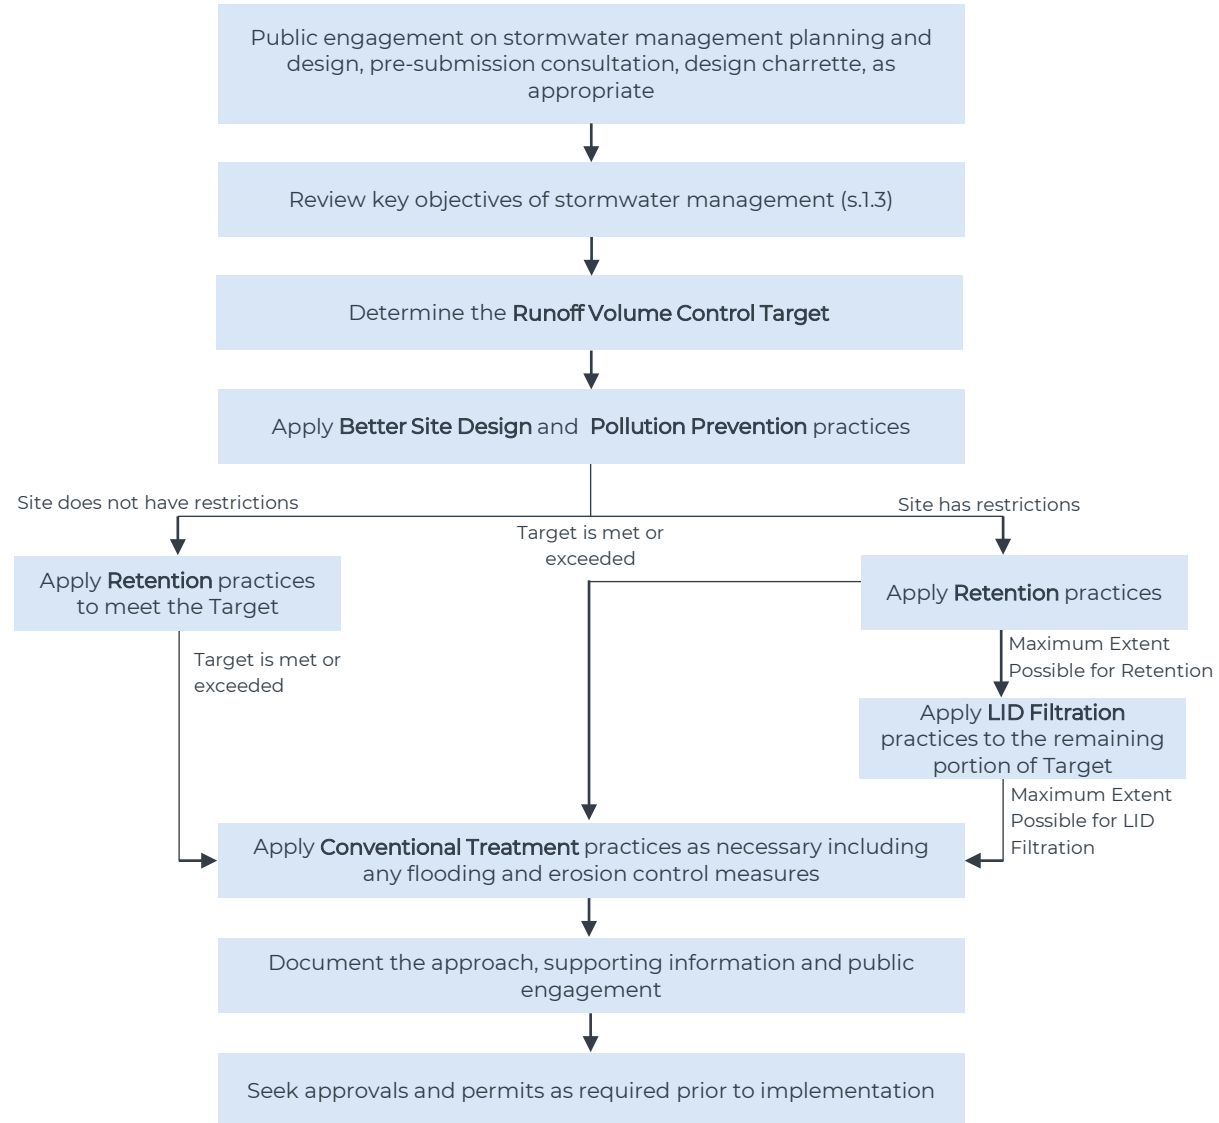 Public engagement on stormwater management planning and
design, pre-submission consultation, design charrette, as
appropriate
Review key objectives of stormwater management (s.1.3)
Determine the Runoff Volume Control Target
Apply Better Site Design and Pollution Prevention practices
Site does not have restrictions
Site has restrictions
Target is met or
exceeded
Apply Retention practices
to meet the Target
Apply Retention practices
Target is met or
exceeded
Maximum Extent
Possible for Retention
Apply LID Filtration
practices to the remaining
portion of Target
Maximum Extent
Possible for LID
Filtration
Apply Conventional Treatment practices as necessary including
any flooding and erosion control measures
Document the approach, supporting information and public
engagement
Seek approvals and permits as required prior to implementation